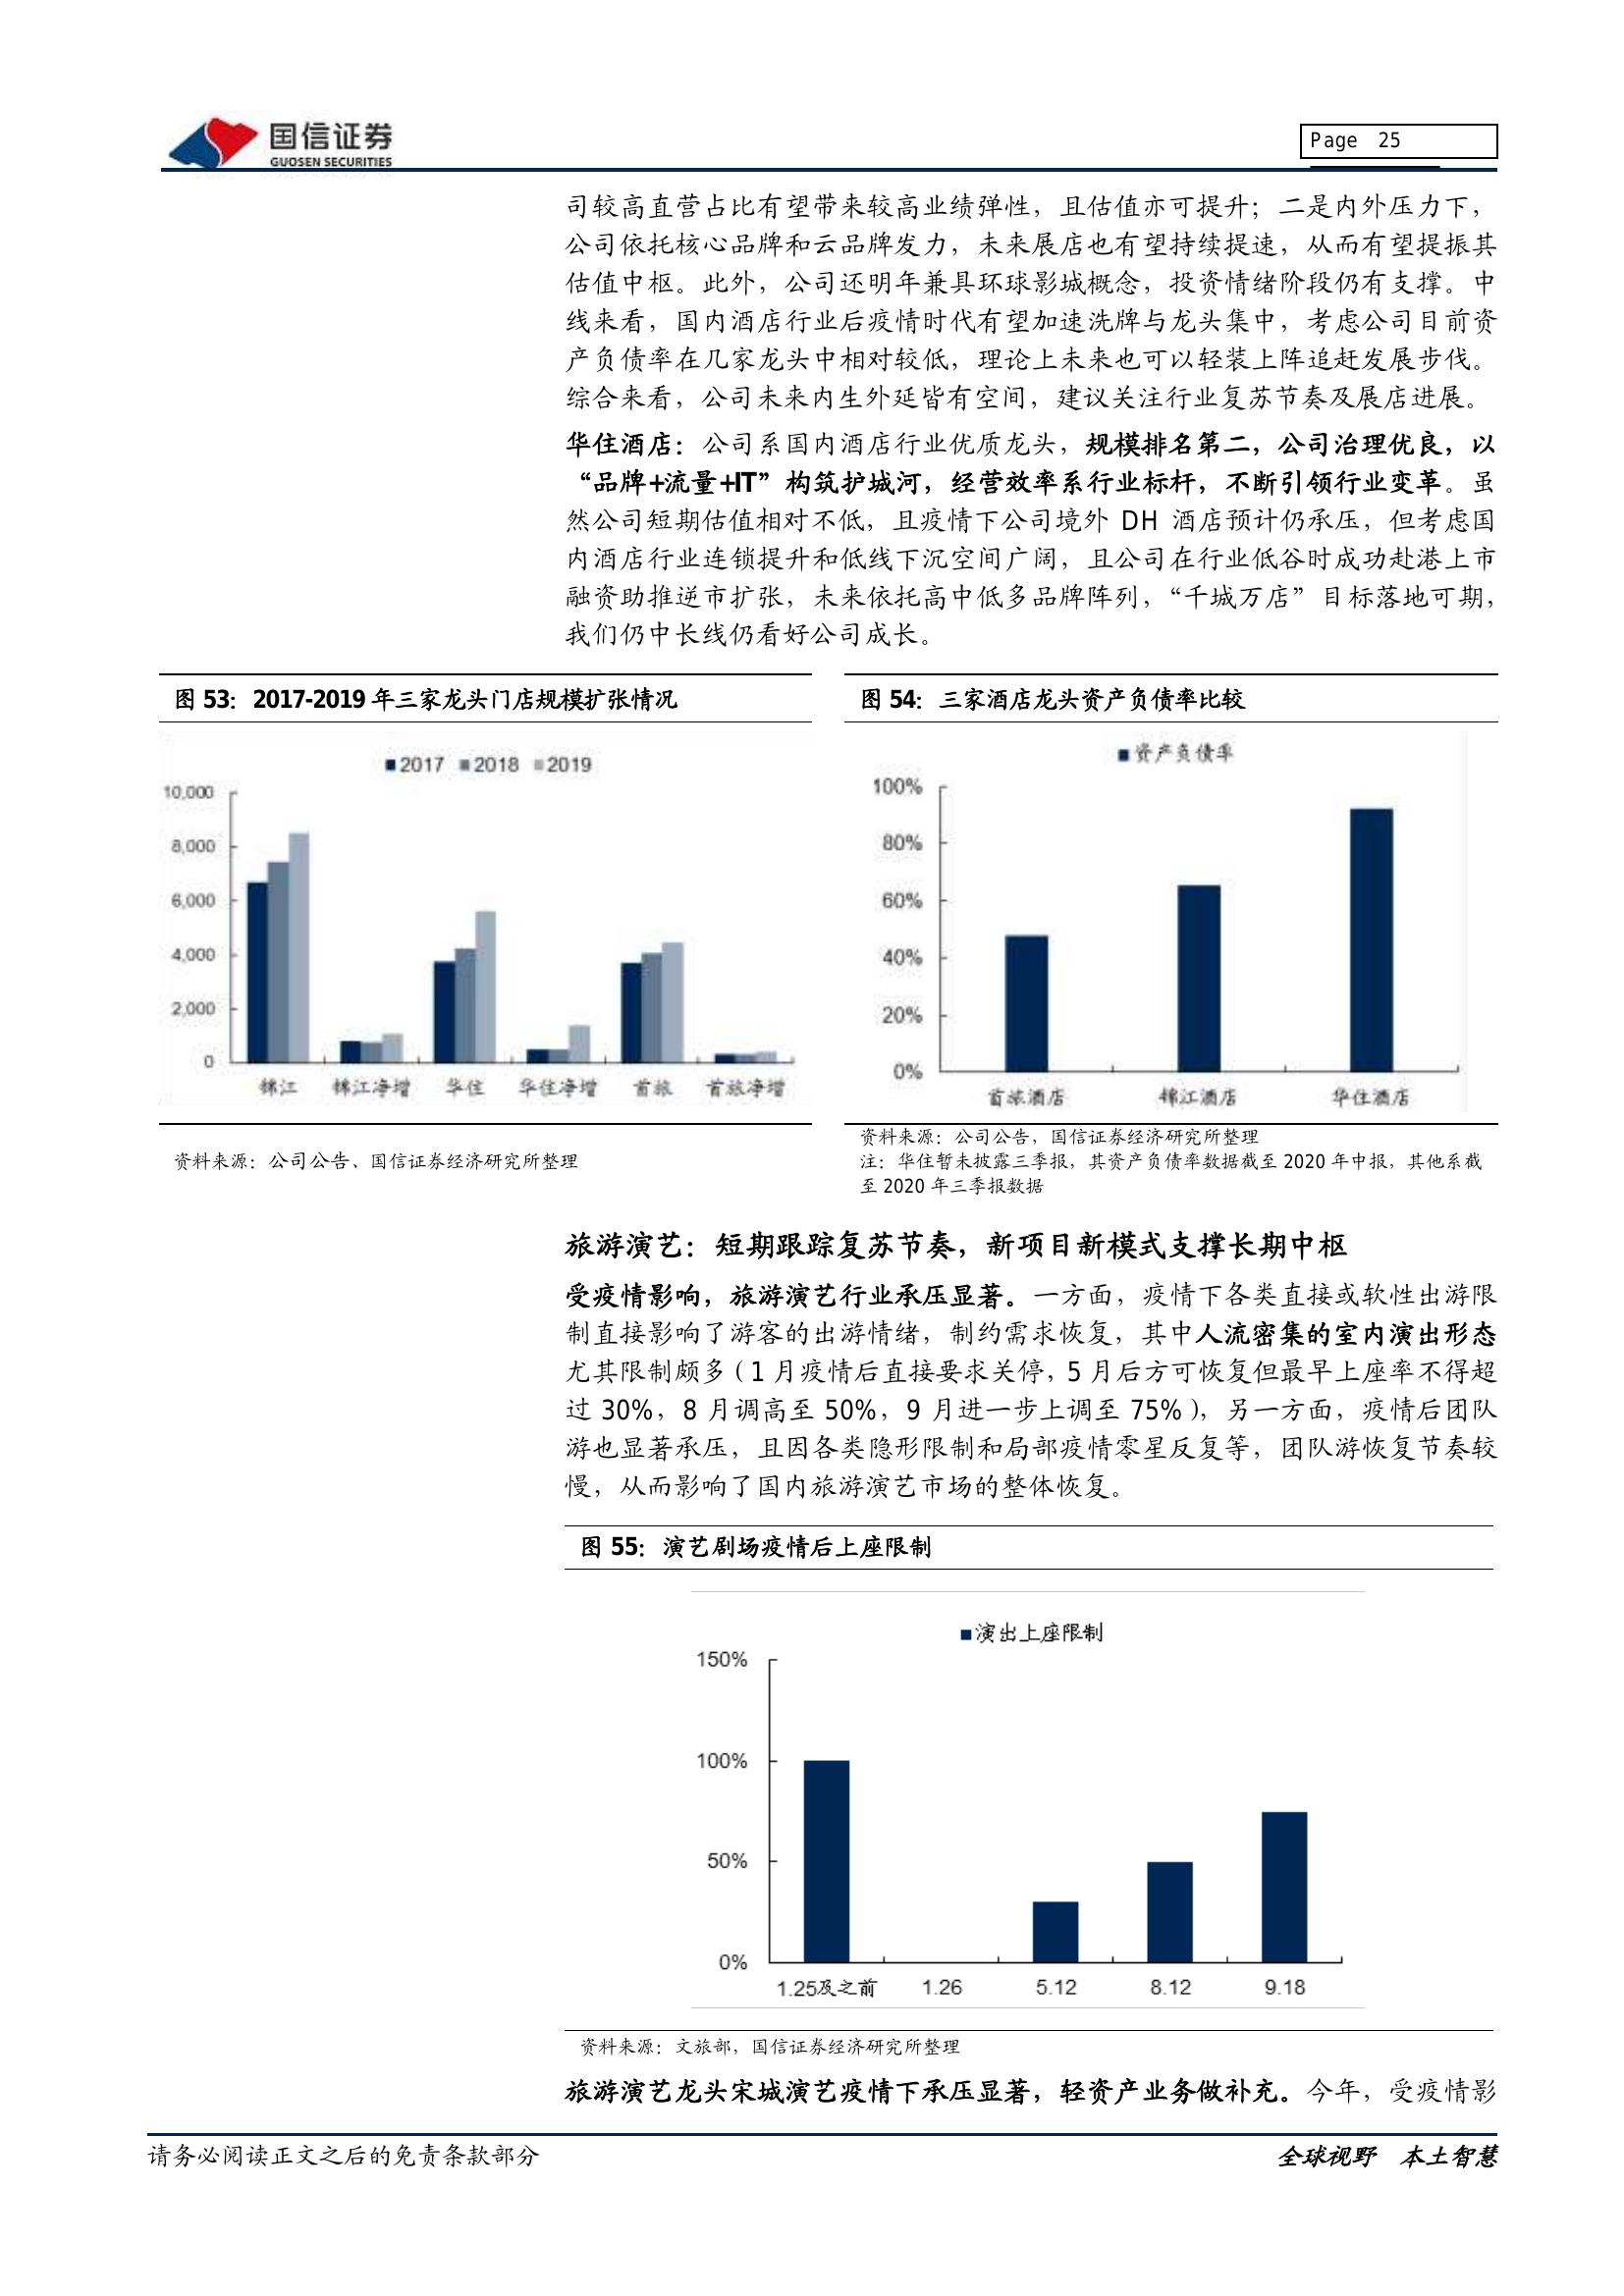 国信证券
GUOSEN SECURITIES
Page 25
司较高直营占比有望带来较高业绩弹性，且估值亦可提升；二是内外压力下，
公司依托核心品牌和云品牌发力，未来展店也有望持续提速，从而有望提振其
估值中枢。此外，公司还明年兼具环球影城概念，投资情绪阶段仍有支撑。中
线来看，国内酒店行业后疫情时代有望加速洗牌与龙头集中，考虑公司目前资
产负债率在几家龙头中相对较低，理论上未来也可以轻装上阵追赶发展步伐。
综合来看，公司未来内生外延皆有空间，建议关注行业复苏节奏及展店进展。
华住酒店：公司系国内酒店行业优质龙头，规模排名第二，公司治理优良，以
“品牌+流量+IT”构筑护城河，经营效率系行业标杆，不断引领行业变革。虽
然公司短期估值相对不低，且疫情下公司境外 DH 酒店预计仍承压，但考虑国
内酒店行业连锁提升和低线下沉空间广阔，且公司在行业低谷时成功赴港上市
融资助推逆市扩张，未来依托高中低多品牌阵列，“千城万店”目标落地可期，
我们仍中长线仍看好公司成长。
图 53：2017-2019 年三家龙头门店规模扩张情况
2017 2018 2019
10,000
8,000
6,000
4,000
2,000
0
锦江 锦江净增 华住 华住净增 首旅 首旅净增
资料来源：公司公告、国信证券经济研究所整理
图 54：三家酒店龙头资产负债率比较
资产负债率
100%
80%
60%
40%
20%
0%
首旅酒店 锦江酒店 华住酒店
资料来源：公司公告，国信证券经济研究所整理
注：华住暂未披露三季报，其资产负债率数据截至 2020 年中报，其他系截
至 2020 年三季报数据
旅游演艺：短期跟踪复苏节奏，新项目新模式支撑长期中枢
受疫情影响，旅游演艺行业承压显著。一方面，疫情下各类直接或软性出游限
制直接影响了游客的出游情绪，制约需求恢复，其中人流密集的室内演出形态
尤其限制颇多（1 月疫情后直接要求关停，5 月后方可恢复但最早上座率不得超
过 30%，8 月调高至 50%，9 月进一步上调至 75%），另一方面，疫情后团队
游也显著承压，且因各类隐形限制和局部疫情零星反复等，团队游恢复节奏较
慢，从而影响了国内旅游演艺市场的整体恢复。
图 55：演艺剧场疫情后上座限制
演出上座限制
150%
100%
50%
0%
1.25及之前 1.26 5.12 8.12 9.18
资料来源：文旅部，国信证券经济研究所整理
旅游演艺龙头宋城演艺疫情下承压显著，轻资产业务做补充。今年，受疫情影
请务必阅读正文之后的免责条款部分
全球视野 本土智慧